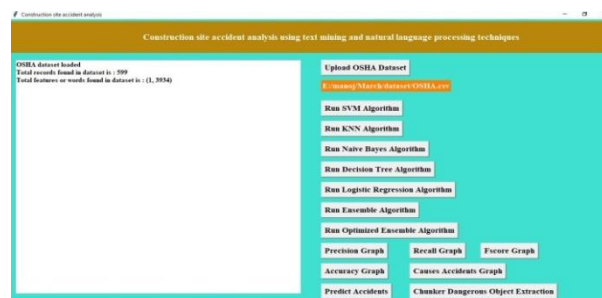 Construction site accident analysis
Construction site accident analysis using text mining and natural language processing techniques
OSHA dataset loaded
Total records found in dataset is : 599
Total features or words found in dataset is : (1, 3934)
Upload OSHA Dataset
E:/manoj/March/dataset/OSHA.csv
Run SVM Algorithm
Run KNN Algorithm
Run Naive Bayes Algorithm
Run Decision Tree Algorithm
Run Logistic Regression Algorithm
Run Ensemble Algorithm
Run Optimized Ensemble Algorithm
Precision Graph Recall Graph Fscore Graph
Accuracy Graph Causes Accidents Graph
Predict Accidents Chunker Dangerous Object Extraction